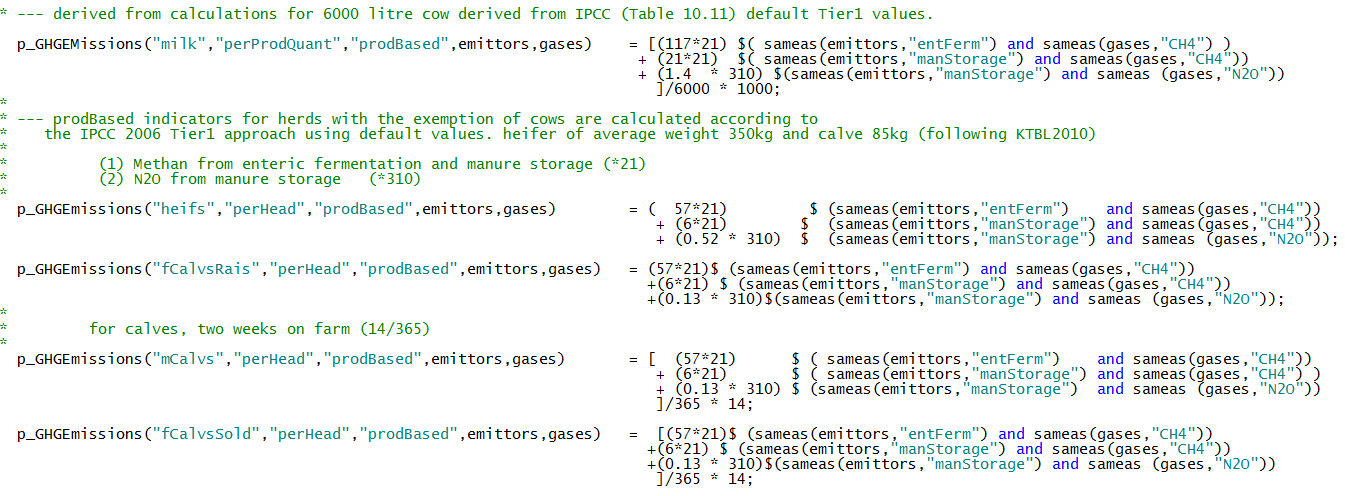 * --- derived from calculations for 6000 litre cow derived from IPCC (Table 10.11) default Tier1 values.
p_GHGEMissions("milk","perProdQuant","prodBased",emittors,gases) = [(117*21) $( sameas(emittors,"entFerm") and sameas(gases,"CH4") )
+ (21*21) $( sameas(emittors,"manStorage") and sameas(gases,"CH4"))
+ (1.4 * 310) $(sameas(emittors,"manStorage") and sameas (gases,"N2O"))
]/6000 * 1000;
*
* --- prodBased indicators for herds with the exemption of cows are calculated according to
* the IPCC 2006 Tier1 approach using default values. heifer of average weight 350kg and calve 85kg (following KTBL2010)
*
* (1) Methan from enteric fermentation and manure storage (*21)
* (2) N2O from manure storage (*310)
*
p_GHGEmissions("heifs","perHead","prodBased",emittors,gases) = ( 57*21) $ (sameas(emittors,"entFerm") and sameas(gases,"CH4"))
+ (6*21) $ (sameas(emittors,"manStorage") and sameas(gases,"CH4"))
+ (0.52 * 310) $ (sameas(emittors,"manStorage") and sameas (gases,"N2O"));
p_GHGEmissions("fCalvsRais","perHead","prodBased",emittors,gases) = (57*21)$ (sameas(emittors,"entFerm") and sameas(gases,"CH4"))
+(6*21) $ (sameas(emittors,"manStorage") and sameas(gases,"CH4"))
+(0.13 * 310)$(sameas(emittors,"manStorage") and sameas (gases,"N2O"));
*
* for calves, two weeks on farm (14/365)
*
p_GHGEmissions("mCalvs","perHead","prodBased",emittors,gases) = [ (57*21) $ ( sameas(emittors,"entFerm") and sameas(gases,"CH4"))
+ (6*21) $ ( sameas(emittors,"manStorage") and sameas(gases,"CH4") )
+ (0.13 * 310) $ (sameas(emittors,"manStorage") and sameas (gases,"N2O"))
]/365 * 14;
p_GHGEmissions("fCalvsSold","perHead","prodBased",emittors,gases) = [(57*21)$ (sameas(emittors,"entFerm") and sameas(gases,"CH4"))
+(6*21) $ (sameas(emittors,"manStorage") and sameas(gases,"CH4"))
+(0.13 * 310)$(sameas(emittors,"manStorage") and sameas (gases,"N2O"))
]/365 * 14;